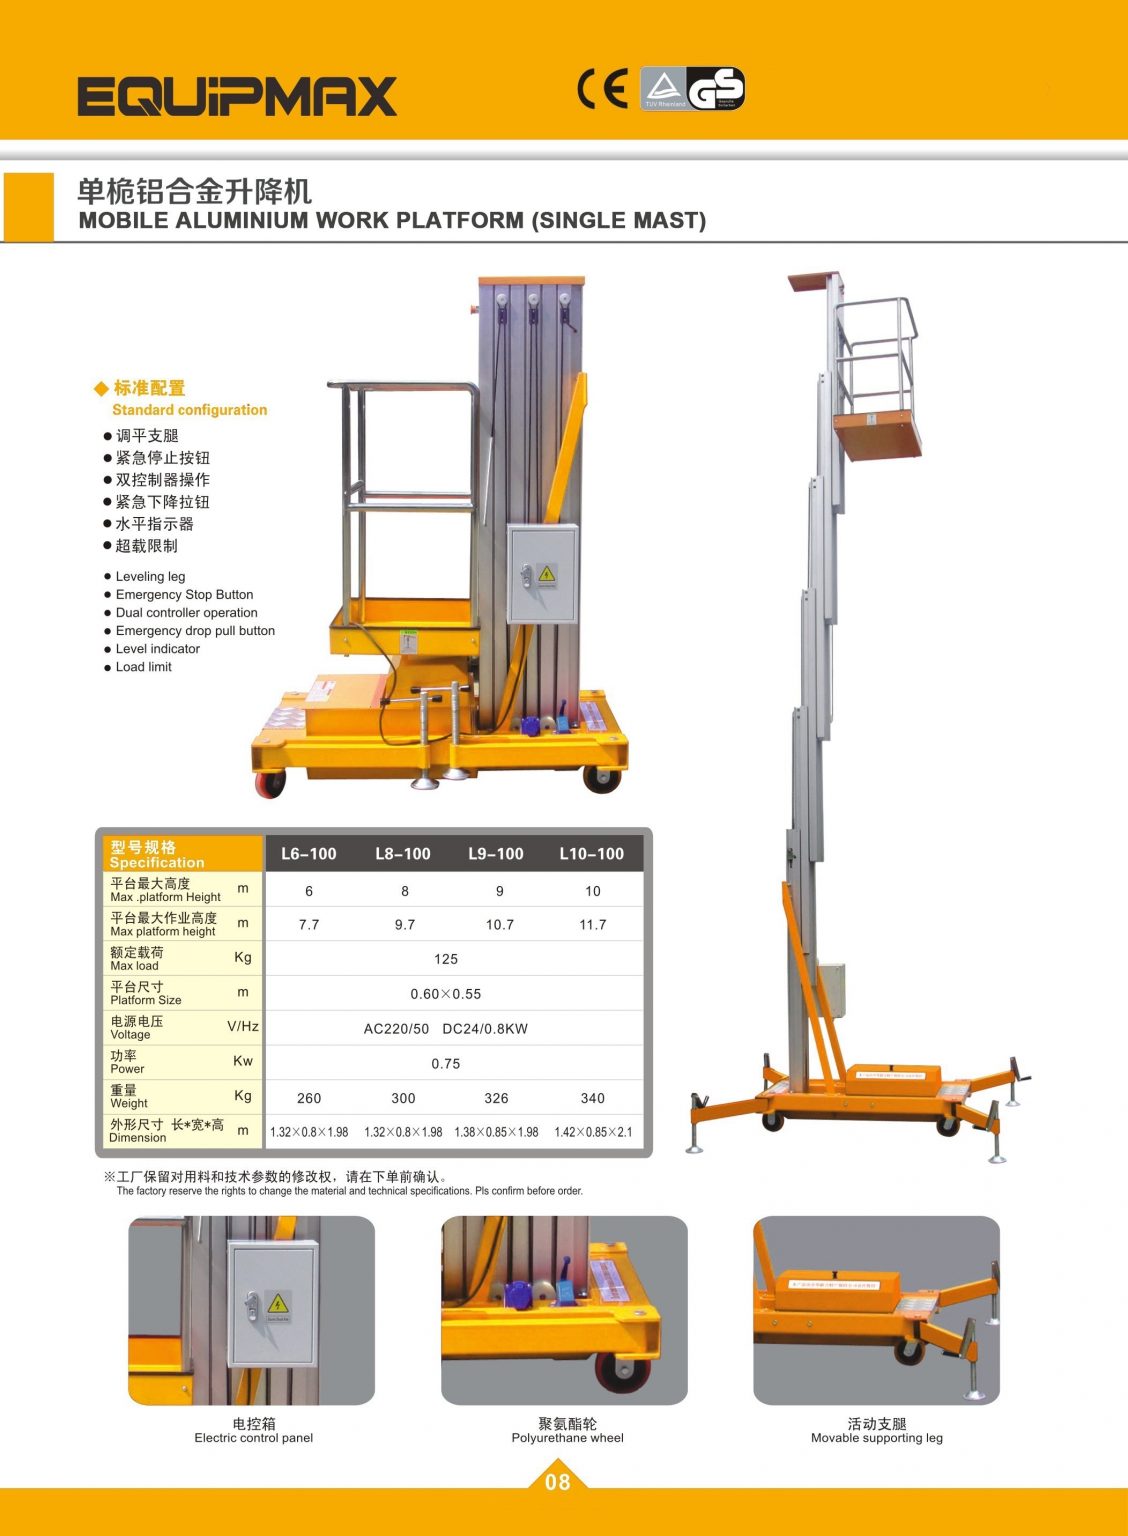 EQUIPMAX
CE
TÜV Rheinland
GS
单桅铝合金升降机
MOBILE ALUMINIUM WORK PLATFORM (SINGLE MAST)
◆ 标准配置
Standard configuration
● 调平支腿
● 紧急停止按钮
● 双控制器操作
● 紧急下降拉钮
● 水平指示器
● 超载限制
● Leveling leg
● Emergency Stop Button
● Dual controller operation
● Emergency drop pull button
● Level indicator
● Load limit
型号规格
Specification L6-100 L8-100 L9-100 L10-100
平台最大高度
Max .platform Height m 6 8 9 10
平台最大作业高度
Max platform height m 7.7 9.7 10.7 11.7
额定载荷
Max load Kg 125
平台尺寸
Platform Size m 0.60×0.55
电源电压
Voltage V/Hz AC220/50 DC24/0.8KW
功率
Power Kw 0.75
重量
Weight Kg 260 300 326 340
外形尺寸 长*宽*高
Dimension m 1.32×0.8×1.98 1.32×0.8×1.98 1.38×0.85×1.98 1.42×0.85×2.1
※工厂保留对用料和技术参数的修改权，请在下单前确认。
The factory reserve the rights to change the material and technical specifications. Pls confirm before order.
电控箱
Electric control panel
聚氨酯轮
Polyurethane wheel
活动支腿
Movable supporting leg
08